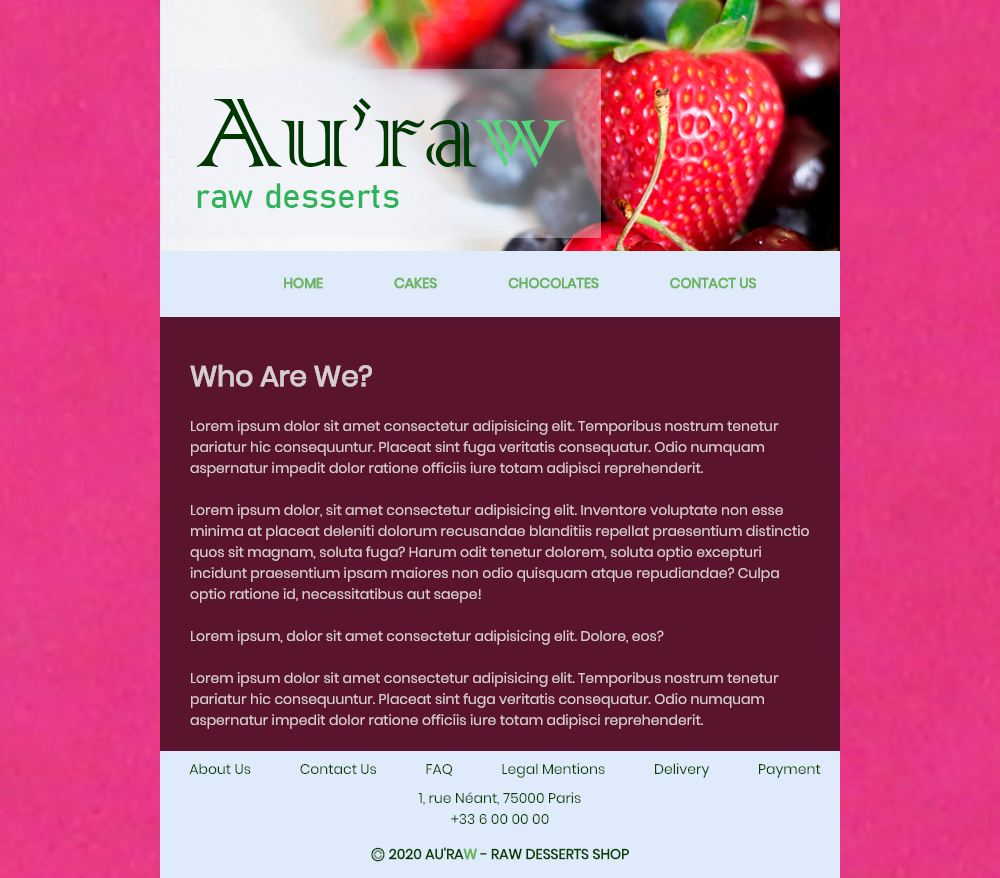 Au'raw
raw desserts
HOME CAKES CHOCOLATES CONTACT US
Who Are We?
Lorem ipsum dolor sit amet consectetur adipisicing elit. Temporibus nostrum tenetur
pariatur hic consequuntur. Placeat sint fuga veritatis consequatur. Odio numquam
aspernatur impedit dolor ratione officiis iure totam adipisci reprehenderit.
Lorem ipsum dolor, sit amet consectetur adipisicing elit. Inventore voluptate non esse
minima at placeat deleniti dolorum recusandae blanditiis repellat praesentium distinctio
quos sit magnam, soluta fuga? Harum odit tenetur dolorem, soluta optio excepturi
incidunt praesentium ipsam maiores non odio quisquam atque repudiandae? Culpa
optio ratione id, necessitatibus aut saepe!
Lorem ipsum, dolor sit amet consectetur adipisicing elit. Dolore, eos?
Lorem ipsum dolor sit amet consectetur adipisicing elit. Temporibus nostrum tenetur
pariatur hic consequuntur. Placeat sint fuga veritatis consequatur. Odio numquam
aspernatur impedit dolor ratione officiis iure totam adipisci reprehenderit.
About Us Contact Us FAQ Legal Mentions Delivery Payment
1, rue Néant, 75000 Paris
+33 6 00 00 00
© 2020 AU'RAW - RAW DESSERTS SHOP